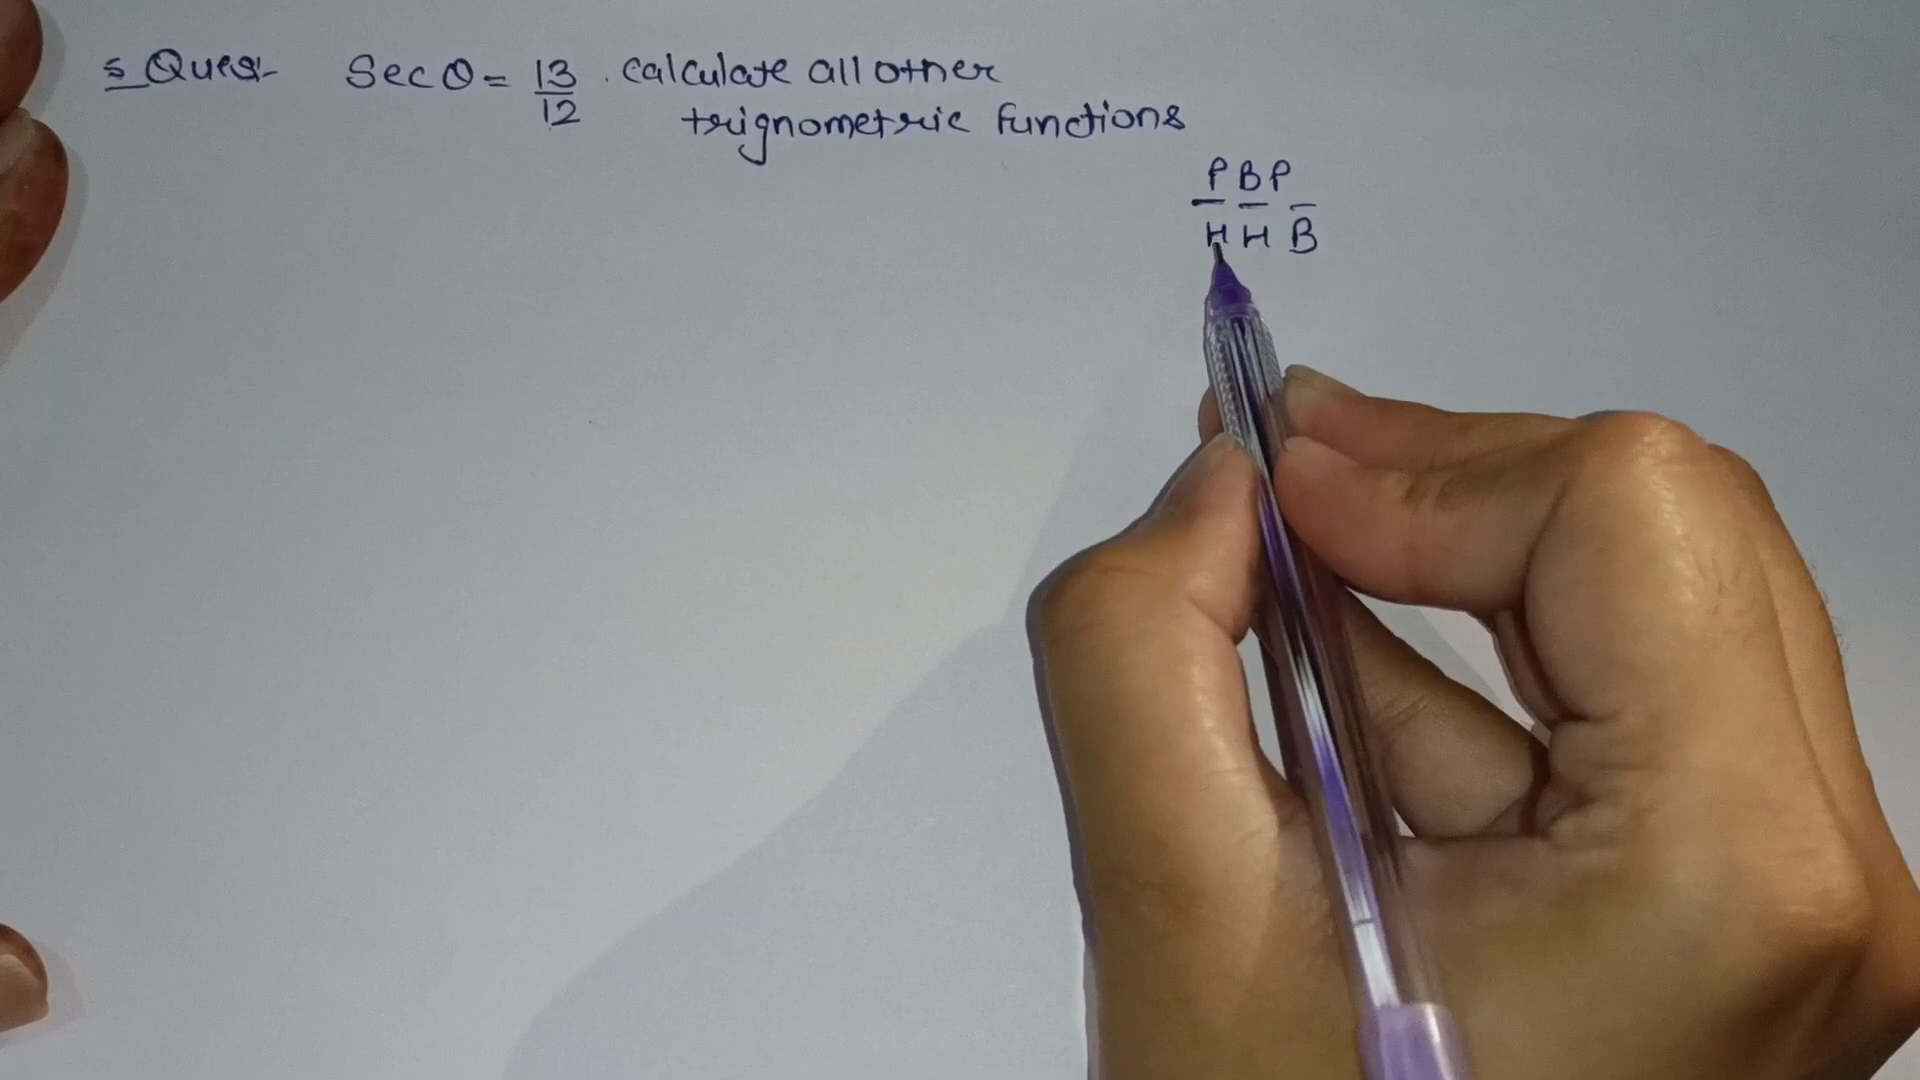 5 Ques:- Sec θ = 13/12 . calculate all other
trignometric functions
P B P
H H B